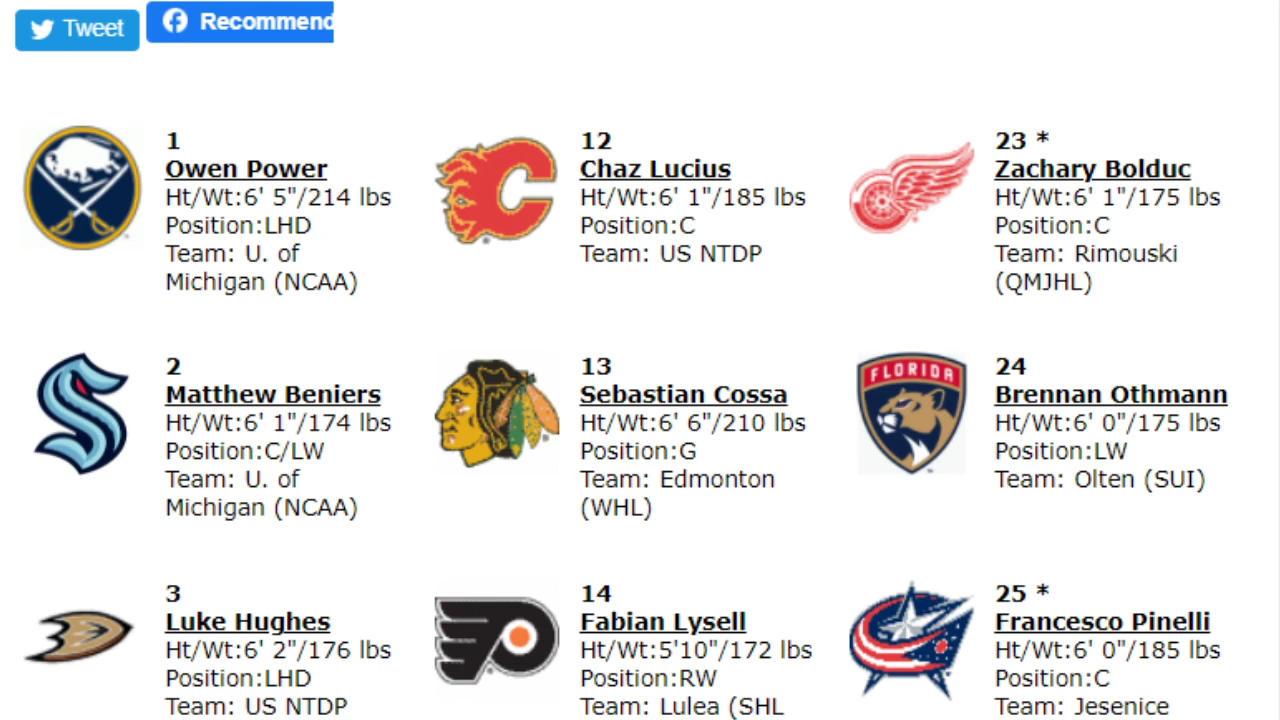 Tweet
Recommend
1
Owen Power
Ht/Wt:6' 5"/214 lbs
Position:LHD
Team: U. of
Michigan (NCAA)
12
Chaz Lucius
Ht/Wt:6' 1"/185 lbs
Position:C
Team: US NTDP
23 *
Zachary Bolduc
Ht/Wt:6' 1"/175 lbs
Position:C
Team: Rimouski
(QMJHL)
2
Matthew Beniers
Ht/Wt:6' 1"/174 lbs
Position:C/LW
Team: U. of
Michigan (NCAA)
13
Sebastian Cossa
Ht/Wt:6' 6"/210 lbs
Position:G
Team: Edmonton
(WHL)
FLORIDA
24
Brennan Othmann
Ht/Wt:6' 0"/175 lbs
Position:LW
Team: Olten (SUI)
3
Luke Hughes
Ht/Wt:6' 2"/176 lbs
Position:LHD
Team: US NTDP
14
Fabian Lysell
Ht/Wt:5'10"/172 lbs
Position:RW
Team: Lulea (SHL
25 *
Francesco Pinelli
Ht/Wt:6' 0"/185 lbs
Position:C
Team: Jesenice